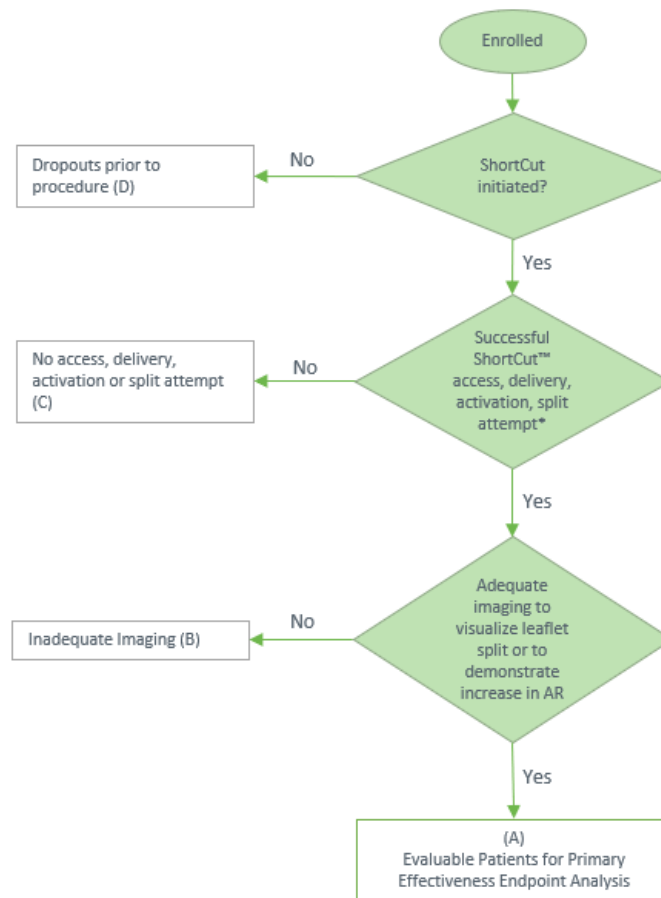 Enrolled
ShortCut
initiated?
No
Dropouts prior to
procedure (D)
Yes
Successful
ShortCut™
access, delivery,
activation, split
attempt*
No
No access, delivery,
activation or split attempt
(C)
Yes
Adequate
imaging to
visualize leaflet
split or to
demonstrate
increase in AR
No
Inadequate Imaging (B)
Yes
(A)
Evaluable Patients for Primary
Effectiveness Endpoint Analysis